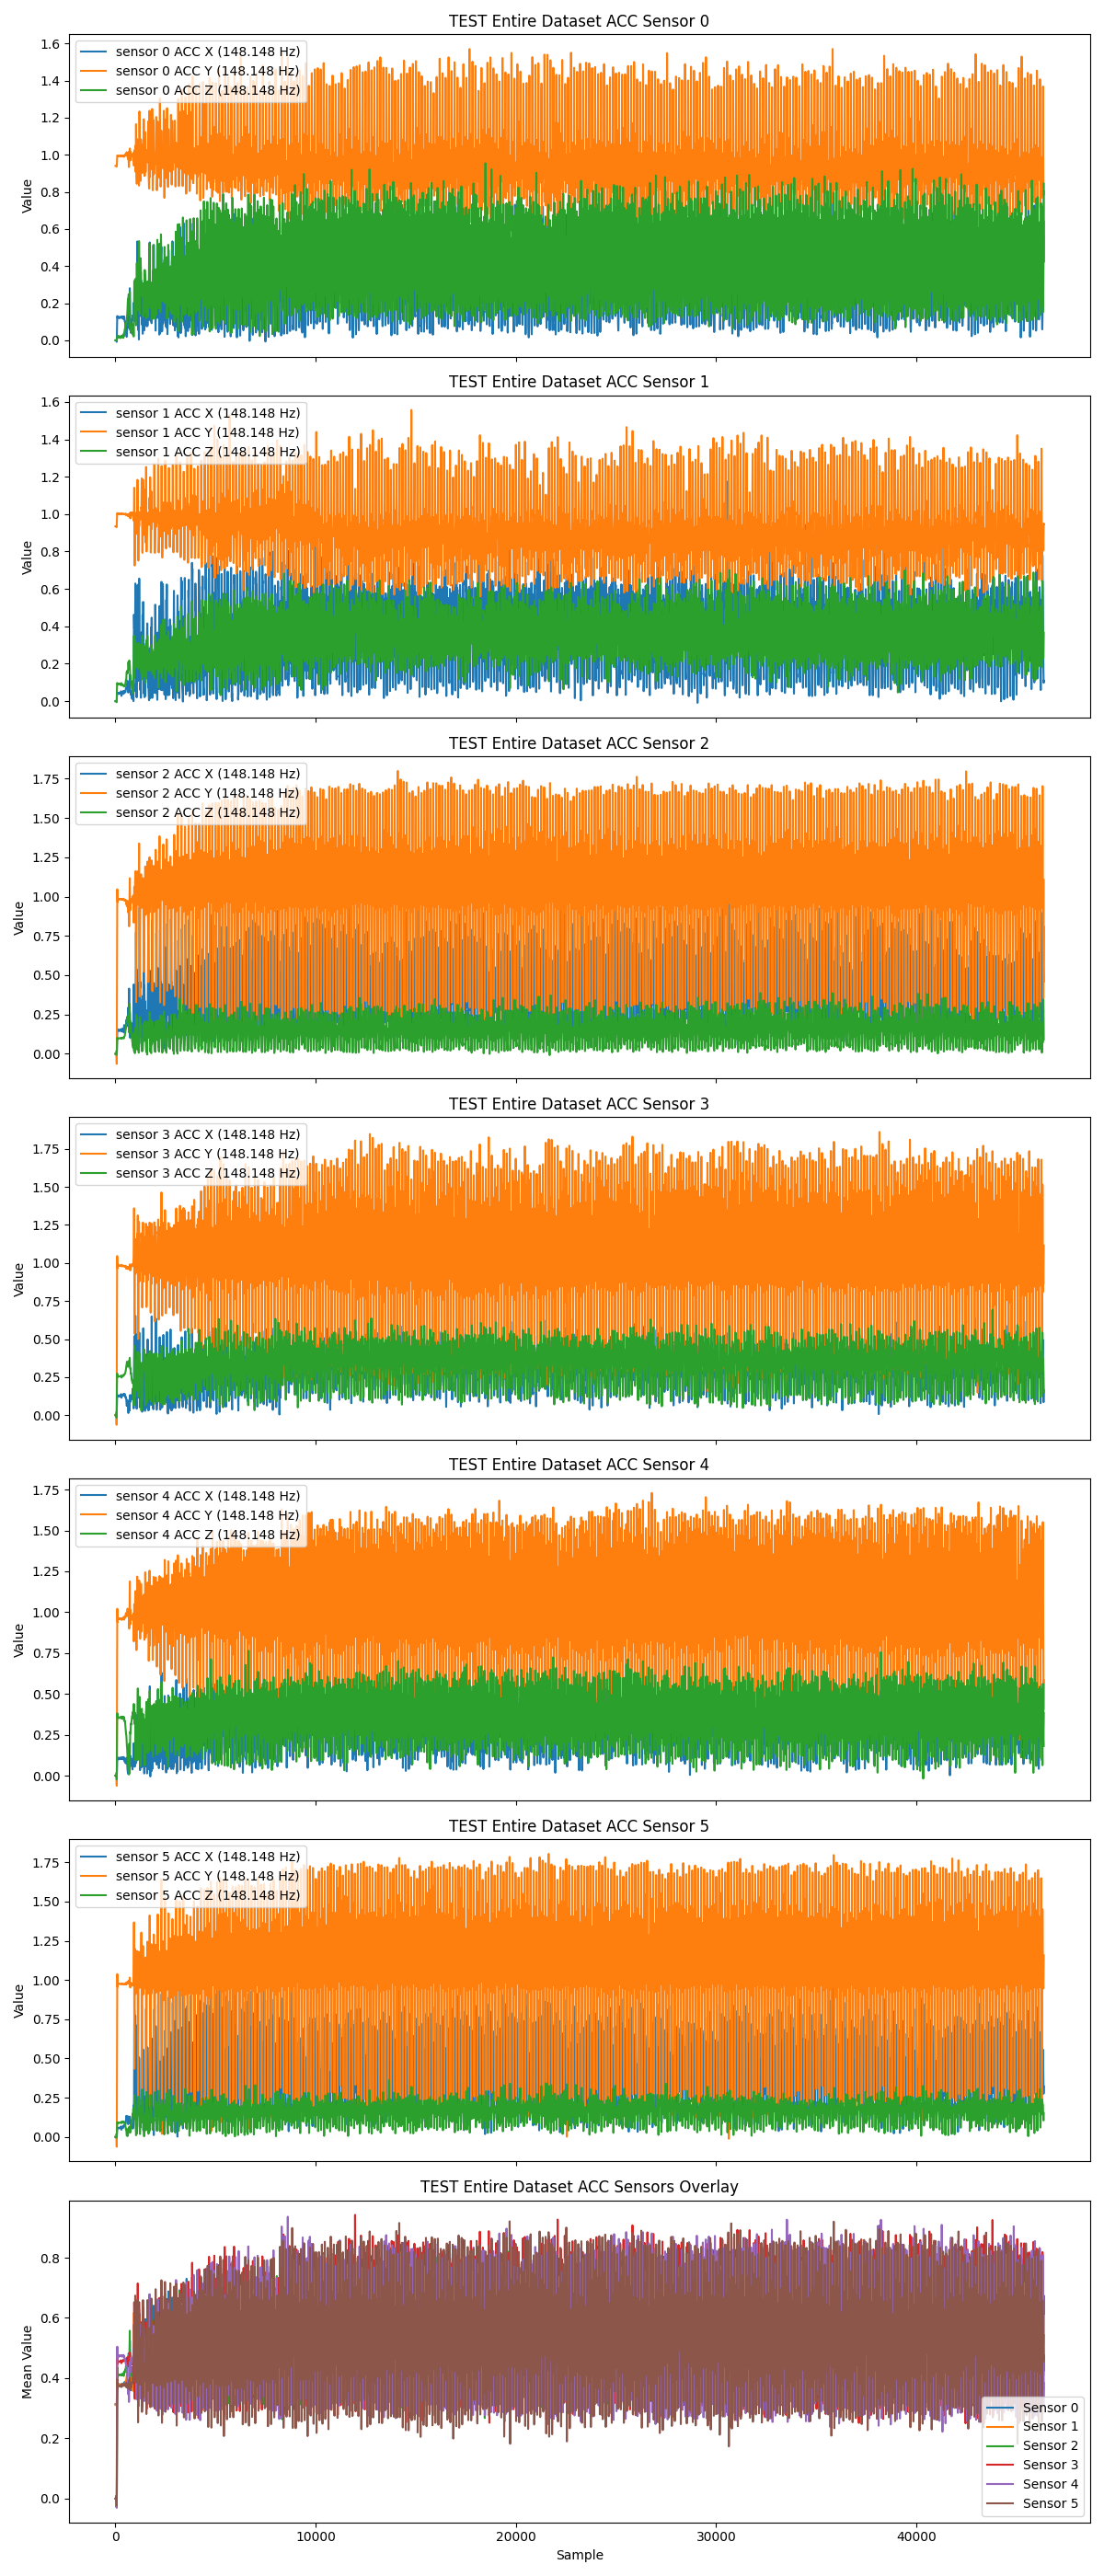 TEST Entire Dataset ACC Sensor 0
sensor 0 ACC X (148.148 Hz)
sensor 0 ACC Y (148.148 Hz)
sensor 0 ACC Z (148.148 Hz)
Value
1.6
1.4
1.2
1.0
0.8
0.6
0.4
0.2
0.0
TEST Entire Dataset ACC Sensor 1
sensor 1 ACC X (148.148 Hz)
sensor 1 ACC Y (148.148 Hz)
sensor 1 ACC Z (148.148 Hz)
Value
1.6
1.4
1.2
1.0
0.8
0.6
0.4
0.2
0.0
TEST Entire Dataset ACC Sensor 2
sensor 2 ACC X (148.148 Hz)
sensor 2 ACC Y (148.148 Hz)
sensor 2 ACC Z (148.148 Hz)
Value
1.75
1.50
1.25
1.00
0.75
0.50
0.25
0.00
TEST Entire Dataset ACC Sensor 3
sensor 3 ACC X (148.148 Hz)
sensor 3 ACC Y (148.148 Hz)
sensor 3 ACC Z (148.148 Hz)
Value
1.75
1.50
1.25
1.00
0.75
0.50
0.25
0.00
TEST Entire Dataset ACC Sensor 4
sensor 4 ACC X (148.148 Hz)
sensor 4 ACC Y (148.148 Hz)
sensor 4 ACC Z (148.148 Hz)
Value
1.75
1.50
1.25
1.00
0.75
0.50
0.25
0.00
TEST Entire Dataset ACC Sensor 5
sensor 5 ACC X (148.148 Hz)
sensor 5 ACC Y (148.148 Hz)
sensor 5 ACC Z (148.148 Hz)
Value
1.75
1.50
1.25
1.00
0.75
0.50
0.25
0.00
TEST Entire Dataset ACC Sensors Overlay
Mean Value
0.8
0.6
0.4
0.2
0.0
Sensor 0
Sensor 1
Sensor 2
Sensor 3
Sensor 4
Sensor 5
0 10000 20000 30000 40000
Sample